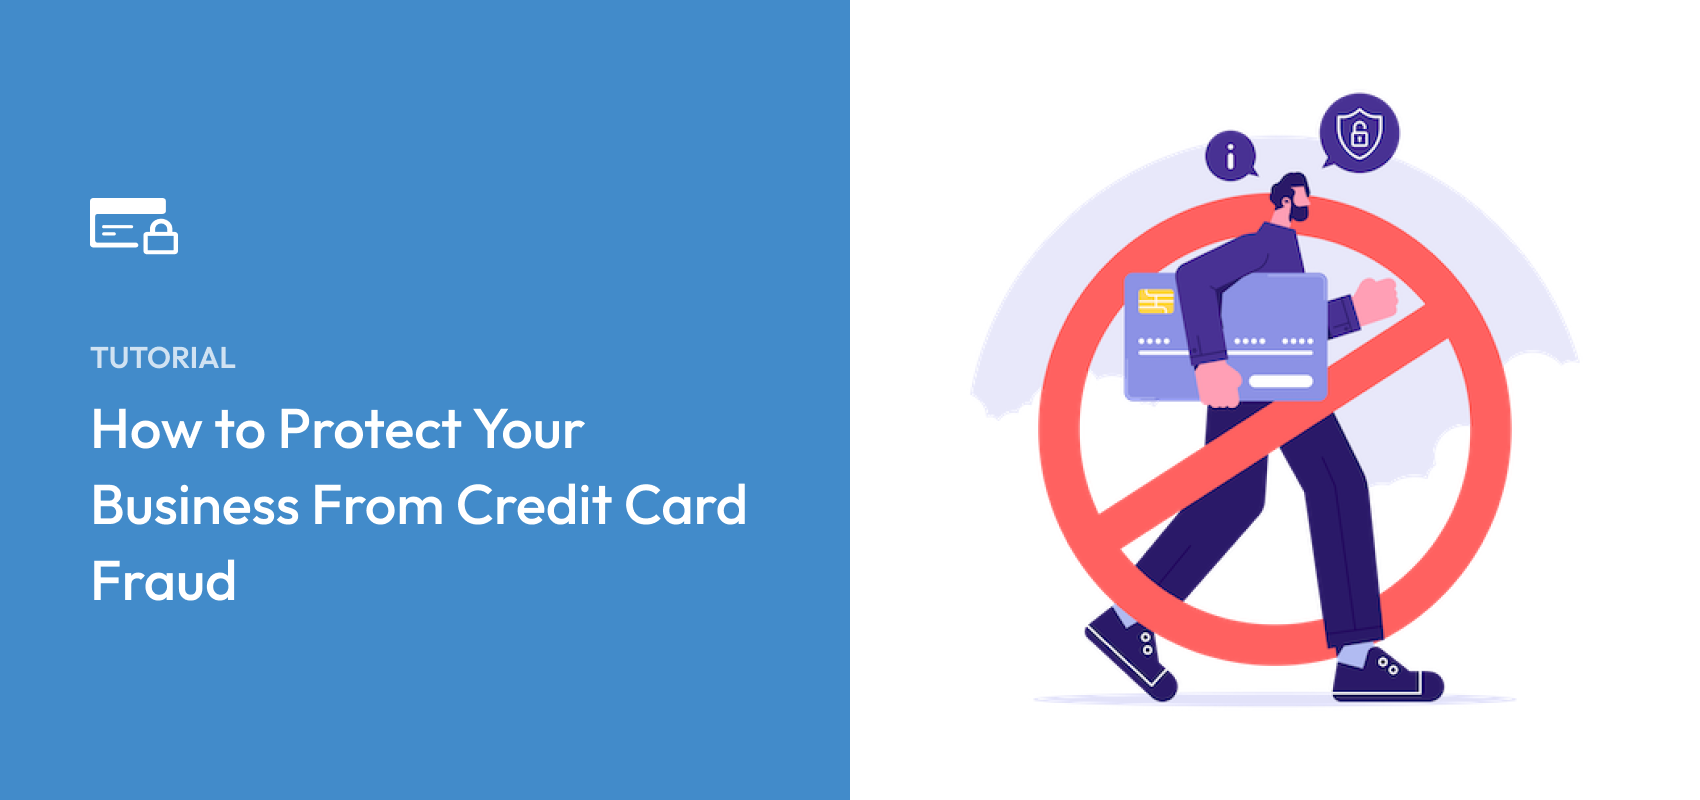 TUTORIAL
How to Protect Your
Business From Credit Card
Fraud